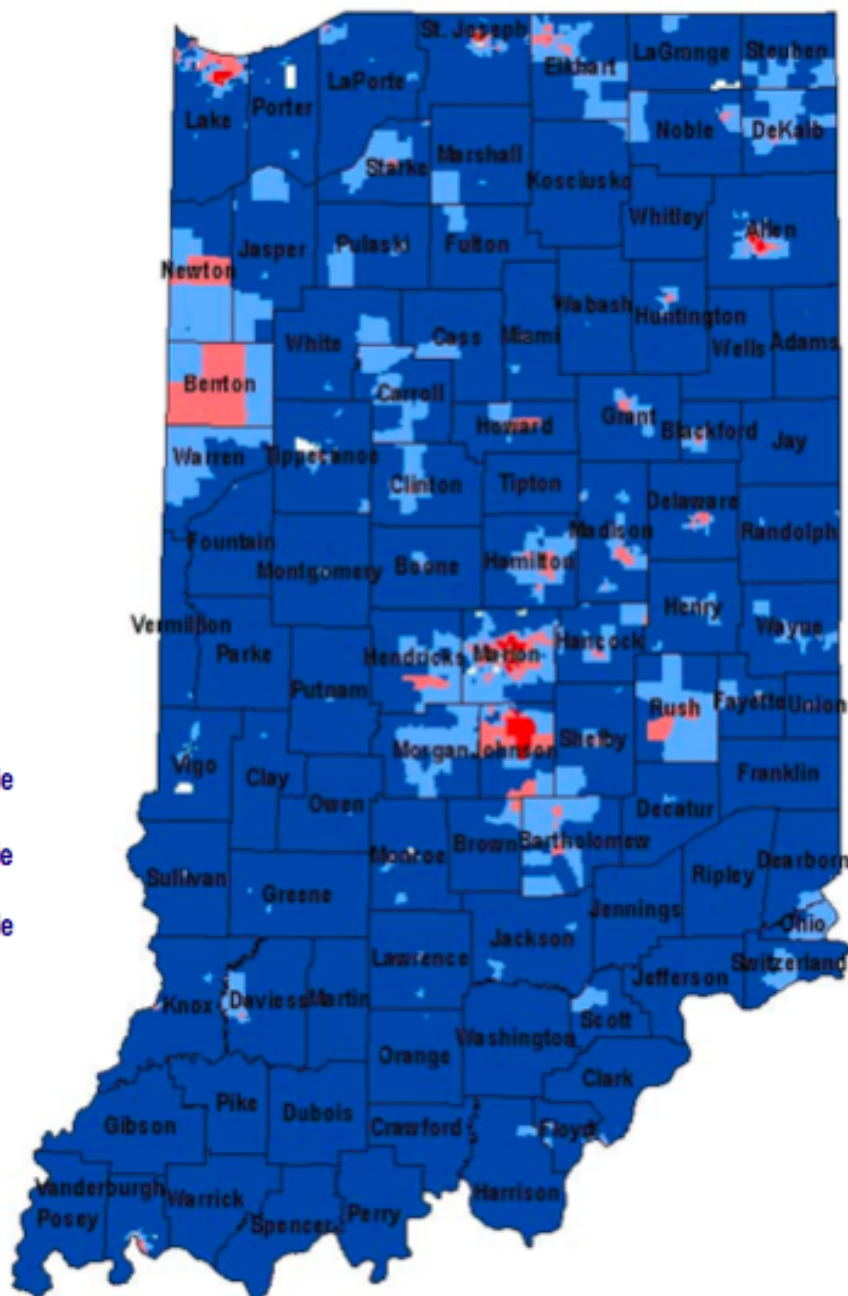 St. Joseph
LaGrange
Steuben
Elkhart
LaPorte
Porter
Lake
Noble
DeKalb
Marshall
Starke
Kosciusko
Whitley
Allen
Jasper
Pulaski
Fulton
Newton
Wabash
Huntington
White
Cass
Miami
Wells
Adams
Benton
Carroll
Grant
Howard
Blackford
Jay
Warren
Tippecanoe
Clinton
Tipton
Delaware
Madison
Randolph
Fountain
Hamilton
Montgomery
Boone
Henry
Vermilion
Wayne
Hancock
Parke
Hendricks
Marion
Putnam
Rush
Fayette
Union
Shelby
Morgan
Johnson
Vigo
Clay
Franklin
Owen
Decatur
Brown
Bartholomew
Monroe
Dearborn
Ripley
Sullivan
Greene
Jennings
Ohio
Jackson
Lawrence
Switzerland
Jefferson
Knox
Daviess
Martin
Scott
Washington
Orange
Clark
Pike
Dubois
Gibson
Crawford
Floyd
Vanderburgh
Harrison
Warrick
Perry
Posey
Spencer